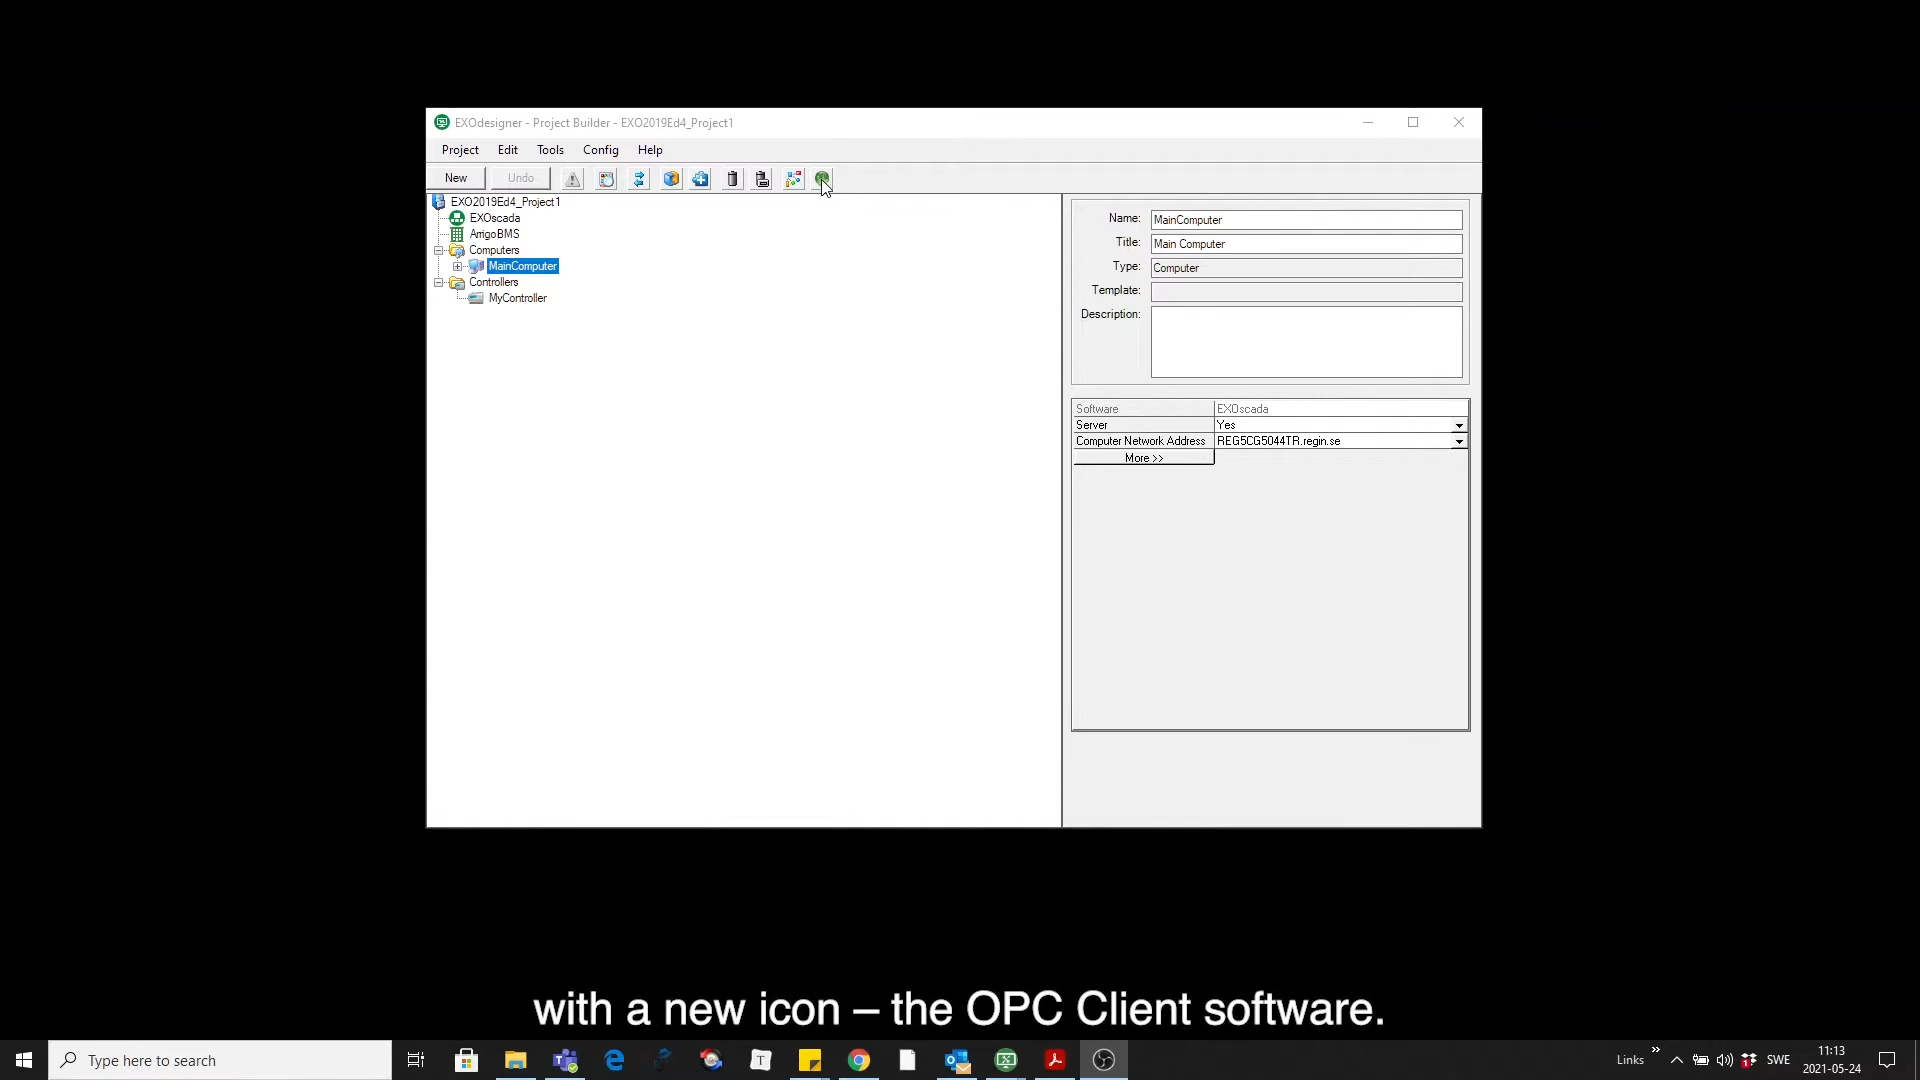 EXOdesigner - Project Builder - EXO2019Ed4_Project1
Project Edit Tools Config Help
New Undo
EXO2019Ed4_Project1
EXOscada
ArrigoBMS
Computers
MainComputer
Controllers
MyController
Name: MainComputer
Title: Main Computer
Type: Computer
Template:
Description:
Software EXOscada
Server Yes
Computer Network Address REG5CG5044TR.regin.se
More >>
with a new icon – the OPC Client software.
Type here to search
Links » SWE 11:13
2021-05-24